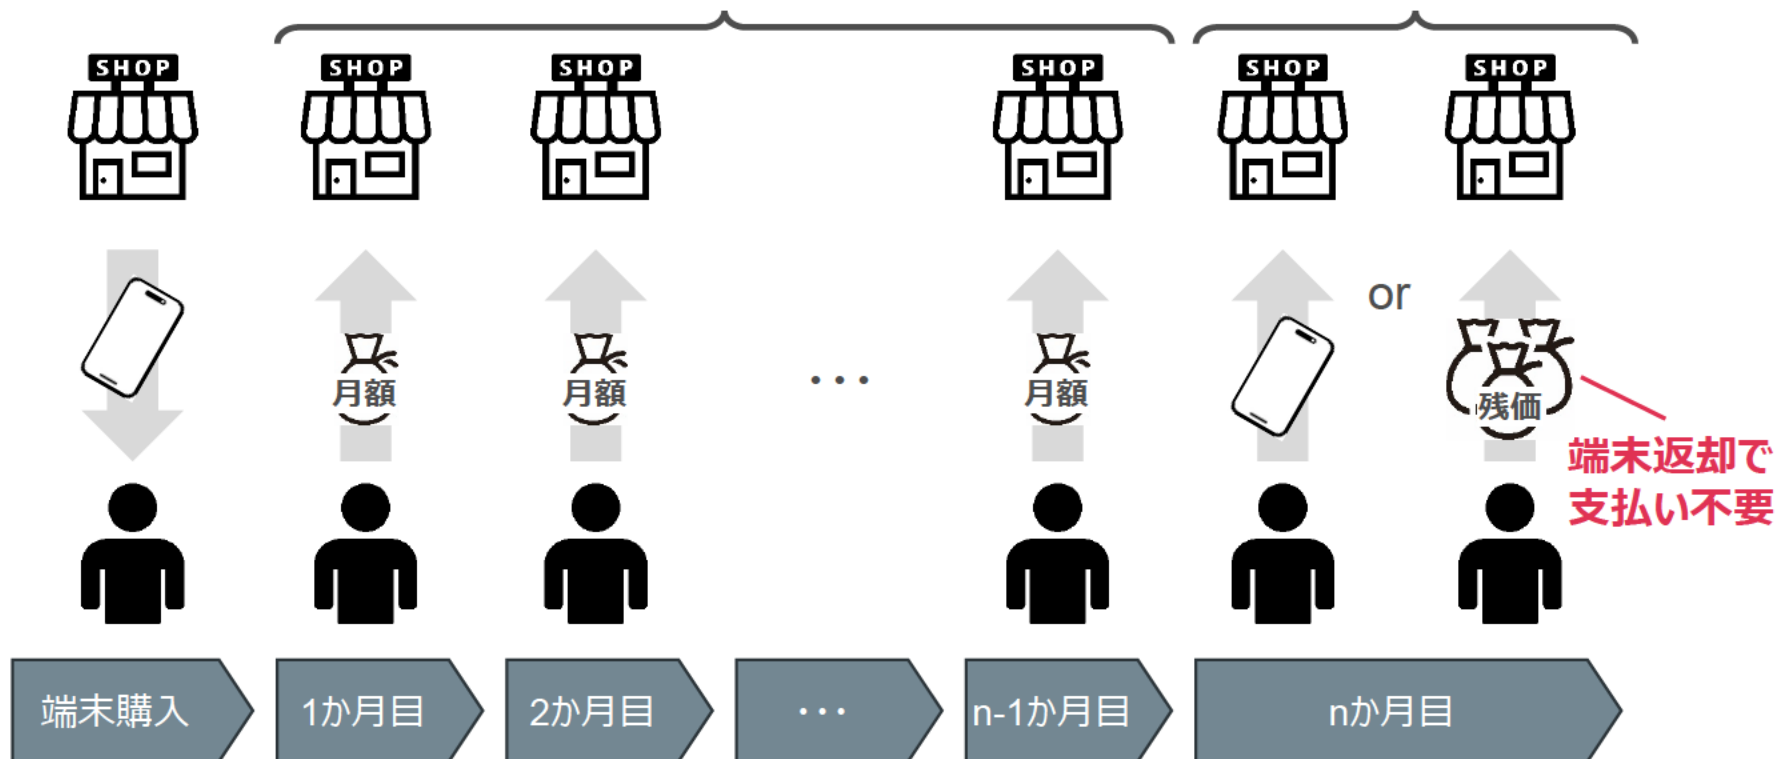 SHOP
SHOP
SHOP
SHOP
SHOP
SHOP
or
月額
月額
・・・
月額
残価
端末返却で
支払い不要
端末購入
1か月目
2か月目
・・・
n-1か月目
nか月目